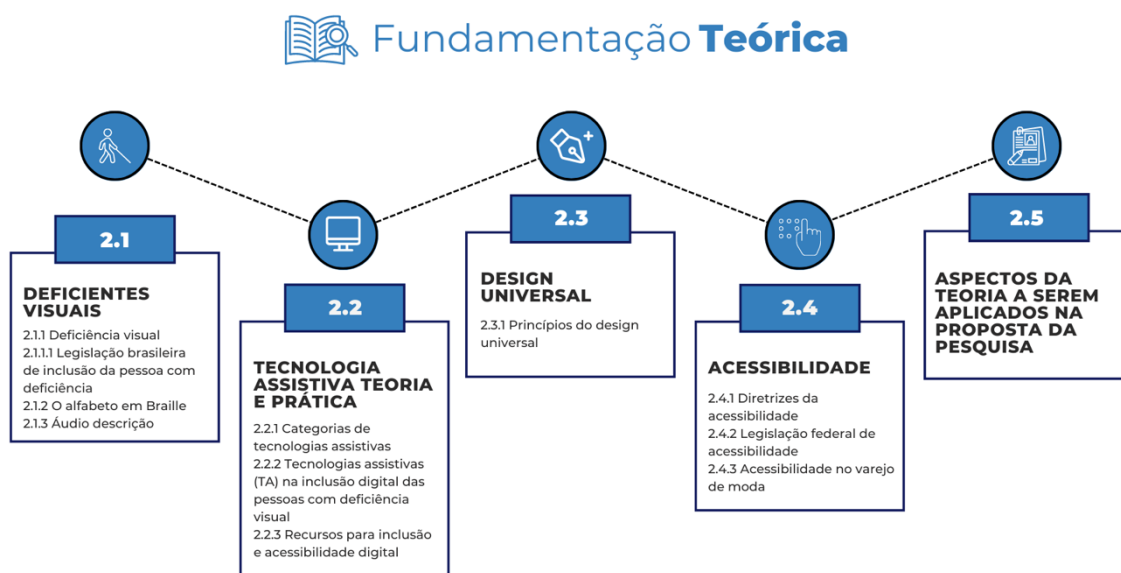 Fundamentação Teórica
2.1
DEFICIENTES
VISUAIS
2.1.1 Deficiência visual
2.1.1.1 Legislação brasileira
de inclusão da pessoa com
deficiência
2.1.2 O alfabeto em Braille
2.1.3 Áudio descrição
2.2
TECNOLOGIA
ASSISTIVA TEORIA
E PRÁTICA
2.2.1 Categorias de
tecnologias assistivas
2.2.2 Tecnologias assistivas
(TA) na inclusão digital das
pessoas com deficiência
visual
2.2.3 Recursos para inclusão
e acessibilidade digital
2.3
DESIGN
UNIVERSAL
2.3.1 Princípios do design
universal
2.4
ACESSIBILIDADE
2.4.1 Diretrizes da
acessibilidade
2.4.2 Legislação federal de
acessibilidade
2.4.3 Acessibilidade no varejo
de moda
2.5
ASPECTOS DA
TEORIA A SEREM
APLICADOS NA
PROPOSTA DA
PESQUISA